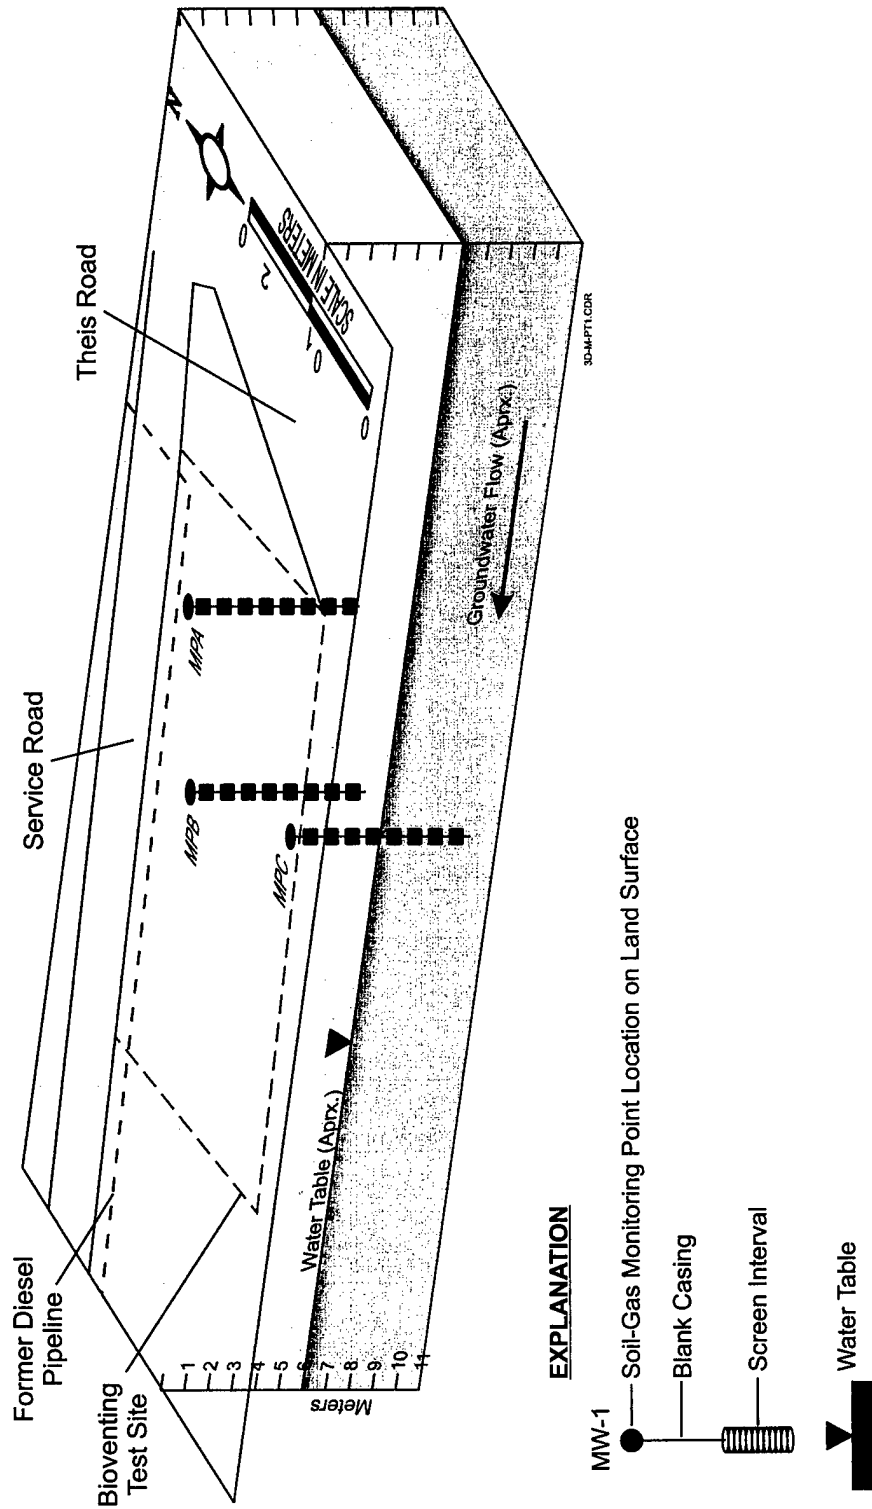 Former Diesel
Pipeline
Bioventing
Test Site
Service Road
Theis Road
N
0
2
0
4
0
SCALE IN METERS
MPA
MPB
MPC
1
2
3
4
5
6
7
8
9
10
11
Meters
Water Table (Aprx.)
Groundwater Flow (Aprx.)
3D-M-PT1.CDR
EXPLANATION
MW-1
Soil-Gas Monitoring Point Location on Land Surface
Blank Casing
Screen Interval
Water Table